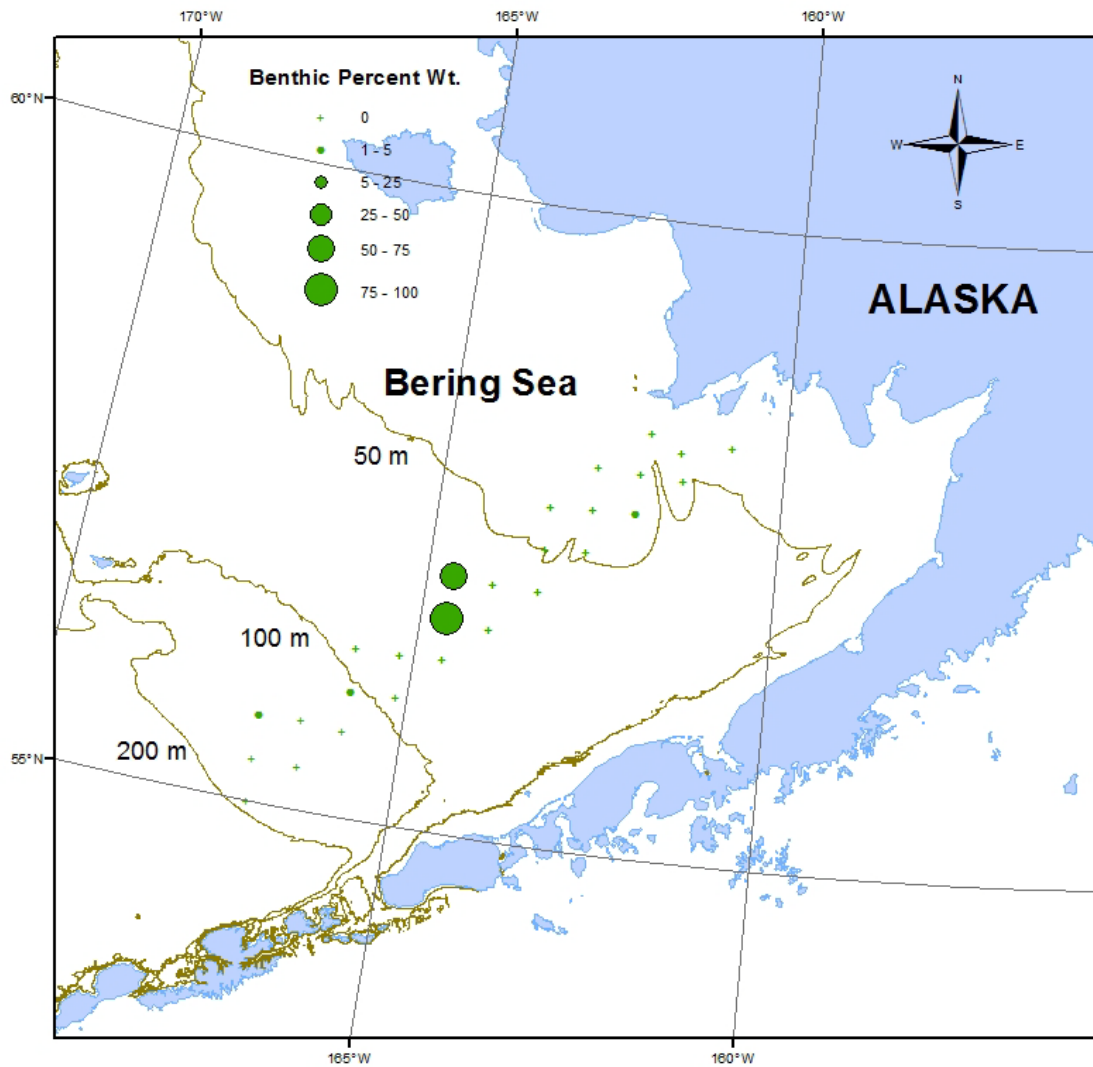 170°W
165°W
160°W
Benthic Percent Wt.
0
1 - 5
5 - 25
25 - 50
50 - 75
75 - 100
N
W
E
S
60°N
ALASKA
Bering Sea
50 m
100 m
200 m
55°N
165°W
160°W